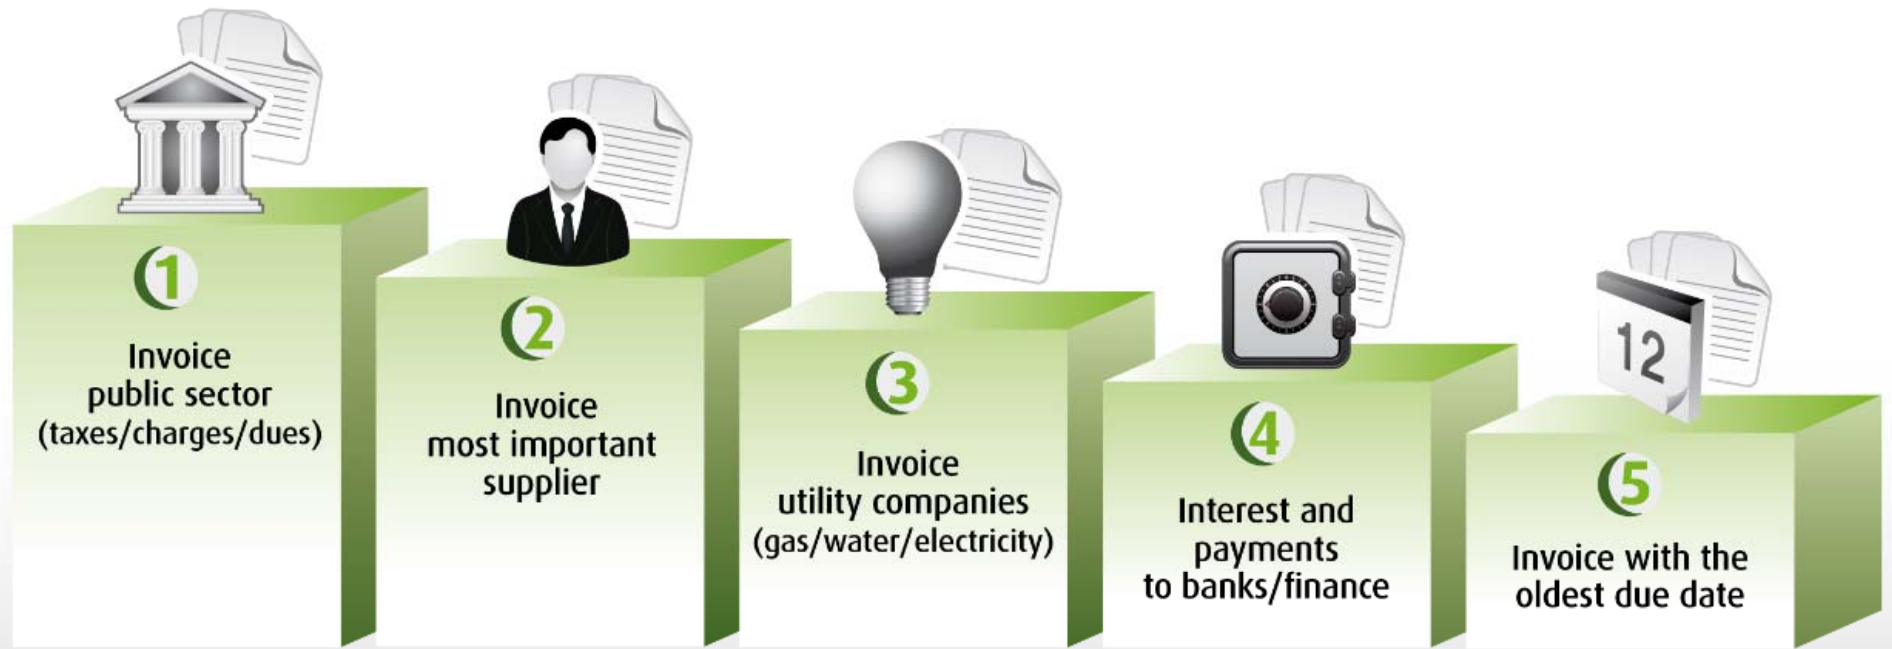 1
Invoice
public sector
(taxes/charges/dues)
2
Invoice
most important
supplier
3
Invoice
utility companies
(gas/water/electricity)
4
Interest and
payments
to banks/finance
12
5
Invoice with the
oldest due date